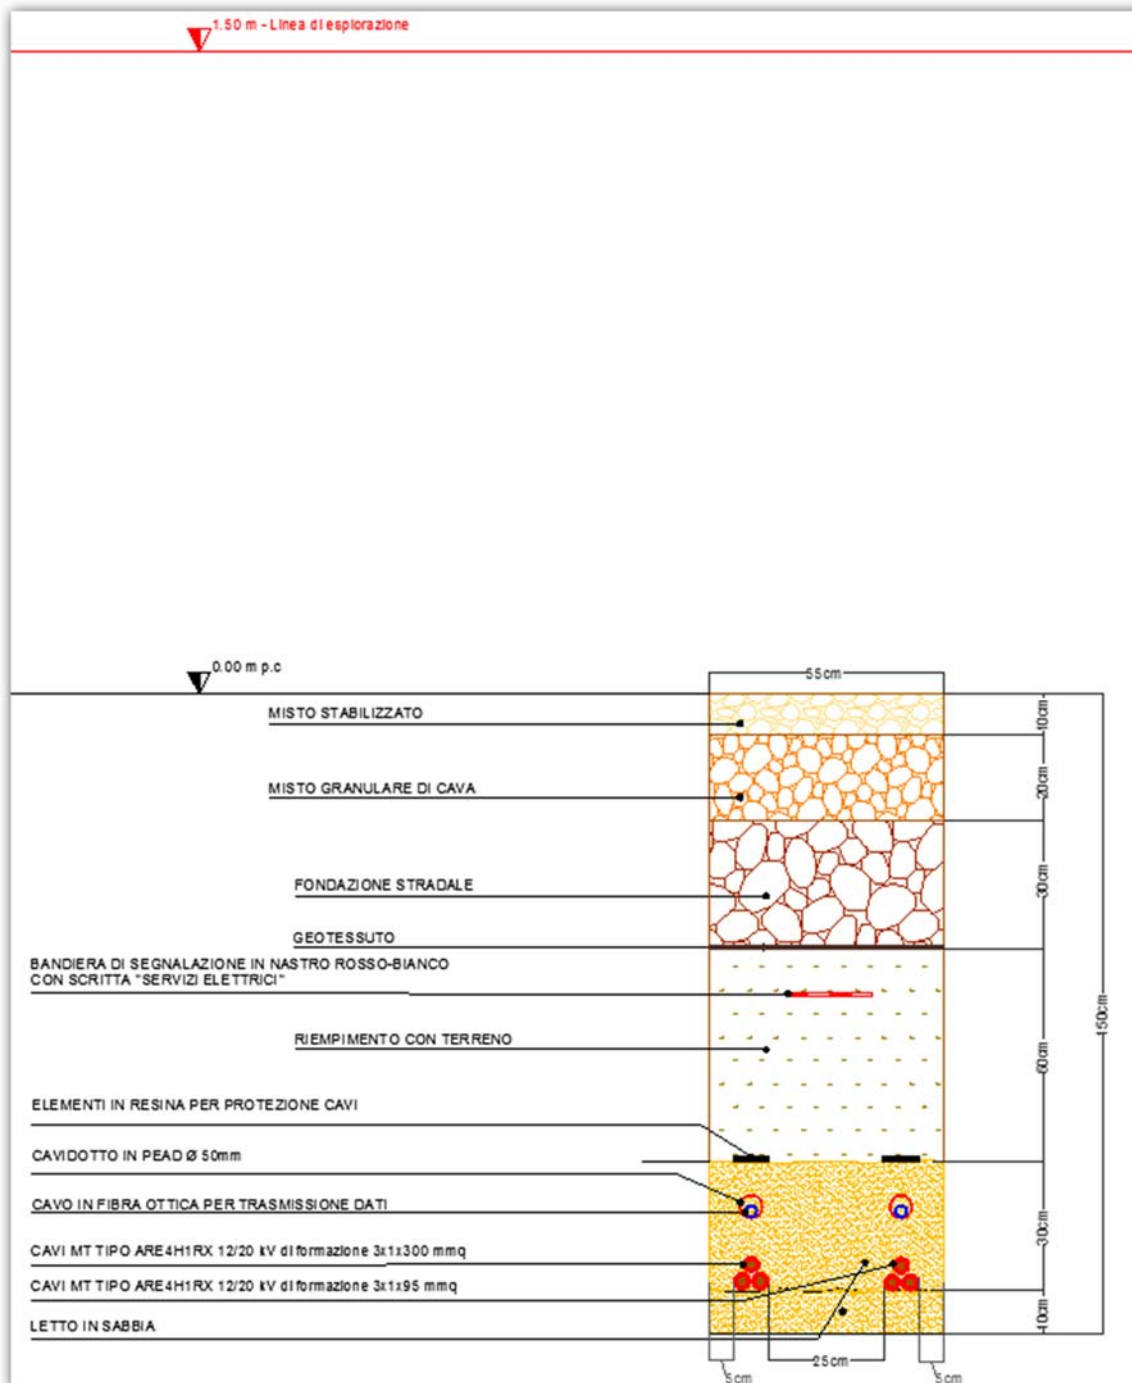 1.50 m - Linea di esplorazione
0.00 m p.c
55cm
MISTO STABILIZZATO
10cm
MISTO GRANULARE DI CAVA
20cm
FONDAZIONE STRADALE
30cm
GEOTESSUTO
BANDIERA DI SEGNALAZIONE IN NASTRO ROSSO-BIANCO
CON SCRITTA "SERVIZI ELETTRICI"
150cm
RIEMPIMENTO CON TERRENO
ELEMENTI IN RESINA PER PROTEZIONE CAVI
CAVIDOTTO IN PEAD Ø 50mm
CAVO IN FIBRA OTTICA PER TRASMISSIONE DATI
30cm
CAVI MT TIPO ARE4H1RX 12/20 kV di formazione 3x1x300 mmq
CAVI MT TIPO ARE4H1RX 12/20 kV di formazione 3x1x95 mmq
10cm
LETTO IN SABBIA
25cm
5cm
5cm